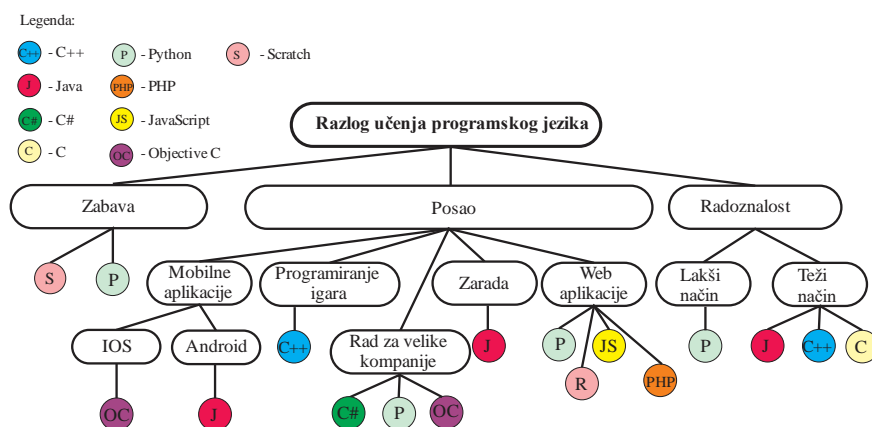 Legenda:
C++ - C++ P - Python S - Scratch
J - Java PHP - PHP
C# - C# JS - JavaScript
C - C OC - Objective C
Razlog učenja programskog jezika
Zabava Posao Radoznalost
S P
Mobilne
aplikacije
Programiranje
igara
Zarada
Web
aplikacije
Lakši
način
Teži
način
IOS Android
C++
Rad za velike
kompanije
J
P JS
R PHP
P
J C++ C
OC J
C# P OC